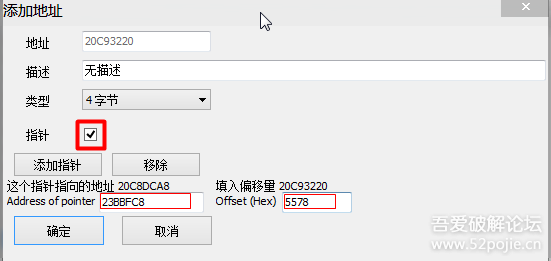 添加地址
地址 20C93220
描述 无描述
类型 4 字节
指针
添加指针 移除
这个指针指向的地址 20C8DCA8 填入偏移量 20C93220
Address of pointer 23BBFC8 Offset (Hex) 5578
确定 取消
吾爱破解论坛
www.52pojie.cn